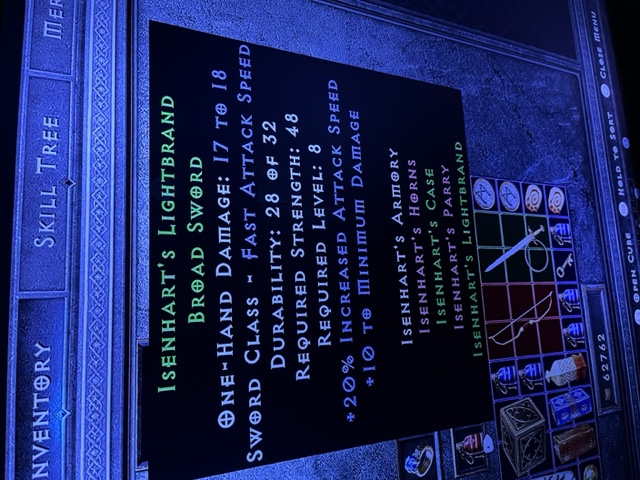 INVENTORY
SKILL TREE
ISENHART'S LIGHTBRAND
BROAD SWORD
ONE-HAND DAMAGE: 17 TO 18
SWORD CLASS - FAST ATTACK SPEED
DURABILITY: 28 OF 32
REQUIRED STRENGTH: 48
REQUIRED LEVEL: 8
+20% INCREASED ATTACK SPEED
+10 TO MINIMUM DAMAGE
ISENHART'S ARMORY
ISENHART'S HORNS
ISENHART'S CASE
ISENHART'S PARRY
ISENHART'S LIGHTBRAND
62762
OPEN CUBE
HOLD TO SORT
CLOSE MENU